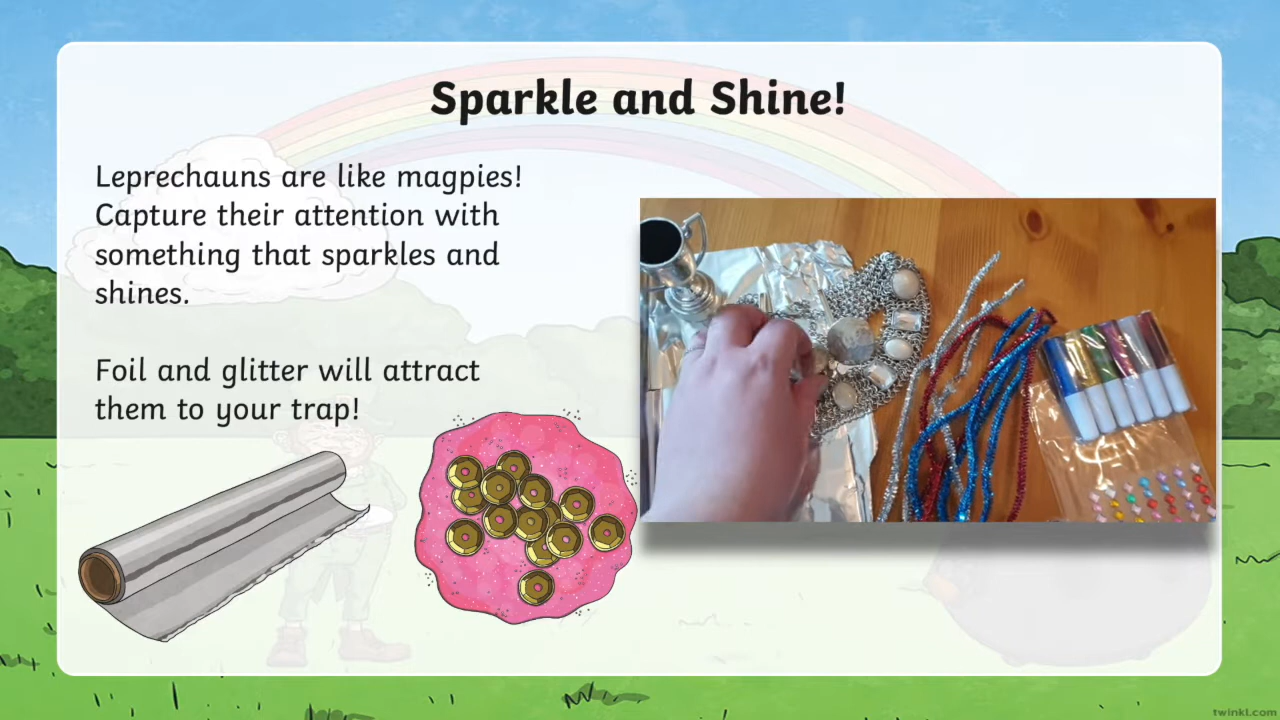 Sparkle and Shine!
Leprechauns are like magpies!
Capture their attention with
something that sparkles and
shines.
Foil and glitter will attract
them to your trap!
twinkl.com